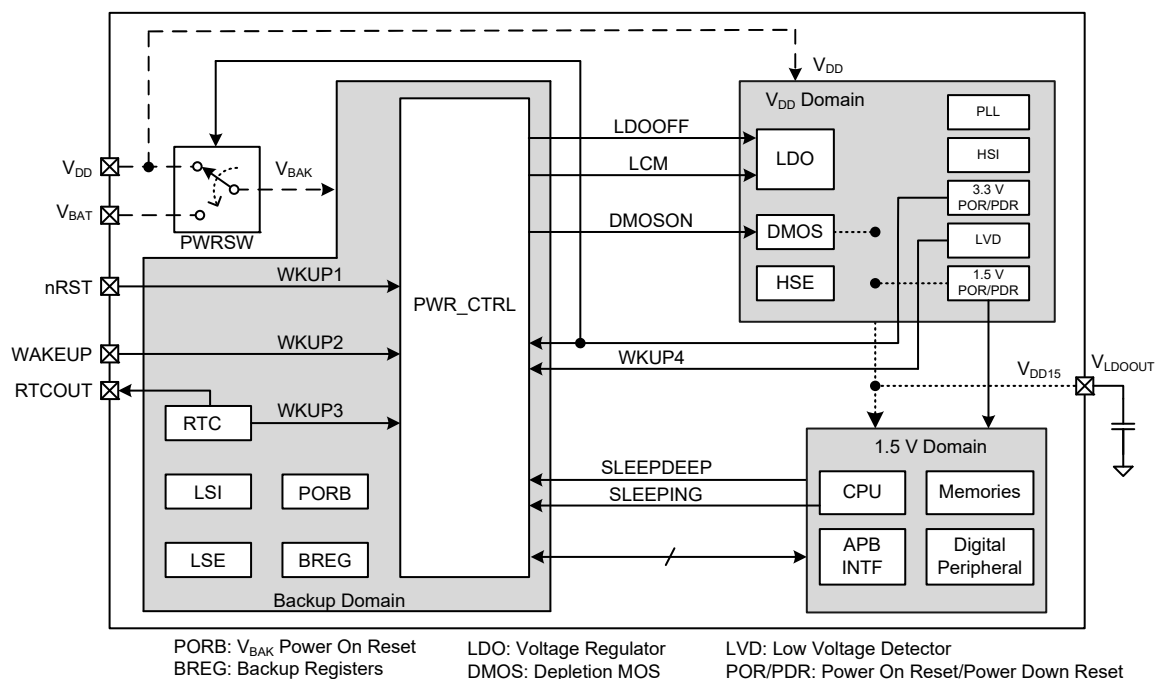 VDD
VDD Domain
PLL
LDOOFF
LDO
LCM
HSI
VDD
VBAK
3.3 V
POR/PDR
VBAT
DMOSON
DMOS
LVD
PWRSW
WKUP1
nRST
HSE
1.5 V
POR/PDR
PWR_CTRL
WAKEUP
WKUP2
WKUP4
VDD15
VLDOOUT
RTCOUT
RTC
WKUP3
1.5 V Domain
SLEEPDEEP
LSI
PORB
SLEEPING
CPU
Memories
LSE
BREG
APB
INTF
Digital
Peripheral
Backup Domain
PORB: VBAK Power On Reset
LDO: Voltage Regulator
LVD: Low Voltage Detector
BREG: Backup Registers
DMOS: Depletion MOS
POR/PDR: Power On Reset/Power Down Reset